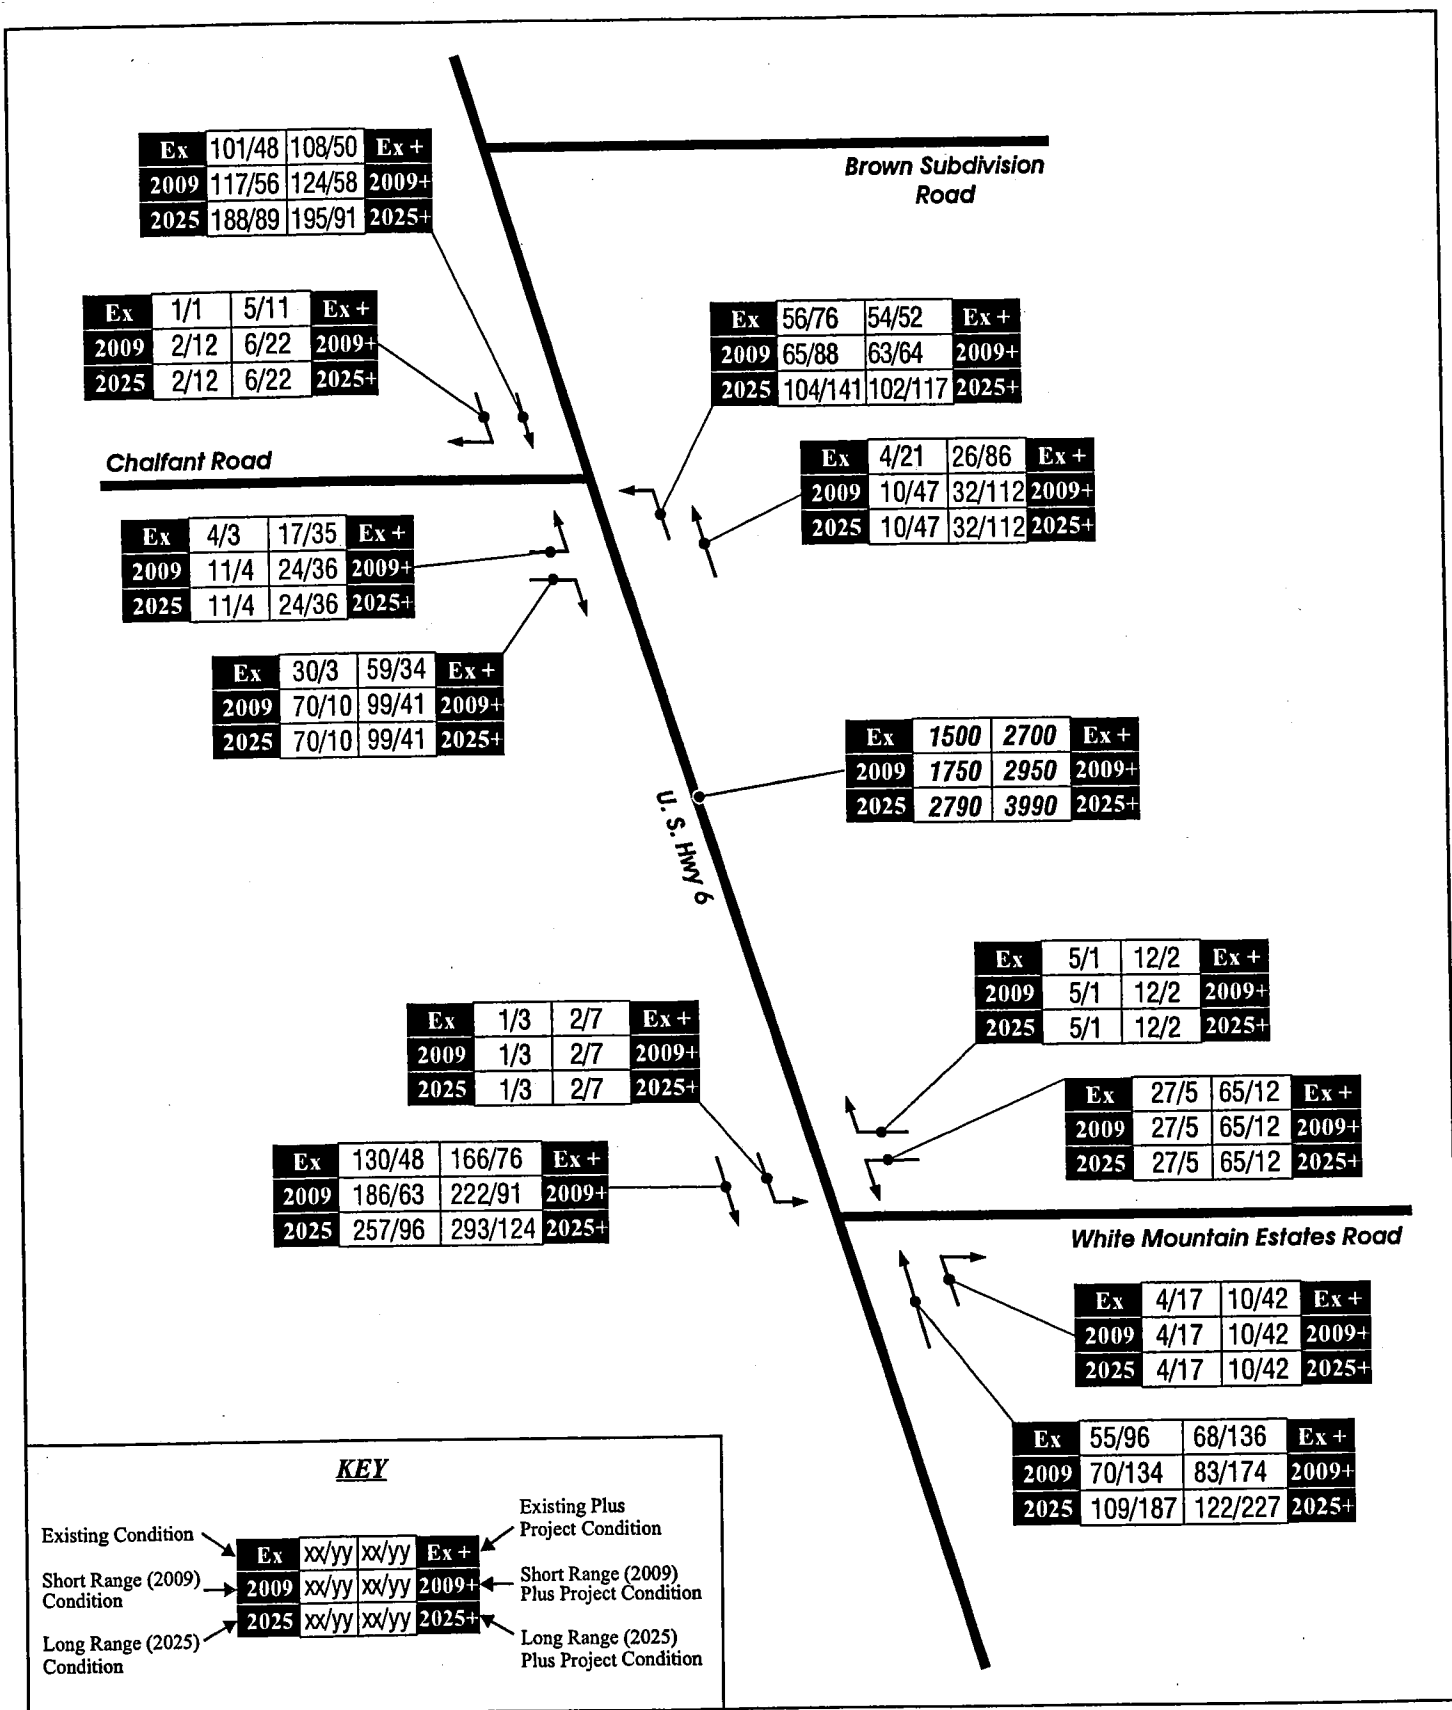 Brown Subdivision
Road
Ex 101/48 108/50 Ex +
2009 117/56 124/58 2009+
2025 188/89 195/91 2025+
Ex 1/1 5/11 Ex +
2009 2/12 6/22 2009+
2025 2/12 6/22 2025+
Ex 56/76 54/52 Ex +
2009 65/88 63/64 2009+
2025 104/141 102/117 2025+
Chalfant Road
Ex 4/21 26/86 Ex +
2009 10/47 32/112 2009+
2025 10/47 32/112 2025+
Ex 4/3 17/35 Ex +
2009 11/4 24/36 2009+
2025 11/4 24/36 2025+
Ex 30/3 59/34 Ex +
2009 70/10 99/41 2009+
2025 70/10 99/41 2025+
Ex 1500 2700 Ex +
2009 1750 2950 2009+
2025 2790 3990 2025+
U. S. Hwy 6
Ex 5/1 12/2 Ex +
2009 5/1 12/2 2009+
2025 5/1 12/2 2025+
Ex 1/3 2/7 Ex +
2009 1/3 2/7 2009+
2025 1/3 2/7 2025+
Ex 27/5 65/12 Ex +
2009 27/5 65/12 2009+
2025 27/5 65/12 2025+
Ex 130/48 166/76 Ex +
2009 186/63 222/91 2009+
2025 257/96 293/124 2025+
White Mountain Estates Road
Ex 4/17 10/42 Ex +
2009 4/17 10/42 2009+
2025 4/17 10/42 2025+
Ex 55/96 68/136 Ex +
2009 70/134 83/174 2009+
2025 109/187 122/227 2025+
KEY
Existing Condition
Short Range (2009)
Condition
Long Range (2025)
Condition
Ex xx/yy xx/yy Ex +
2009 xx/yy xx/yy 2009+
2025 xx/yy xx/yy 2025+
Existing Plus
Project Condition
Short Range (2009)
Plus Project Condition
Long Range (2025)
Plus Project Condition